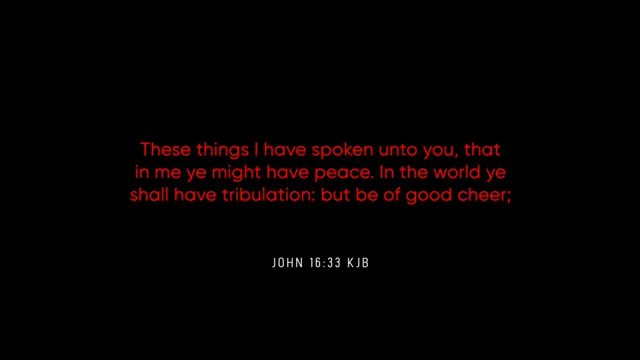 These things I have spoken unto you, that
in me ye might have peace. In the world ye
shall have tribulation: but be of good cheer;
JOHN 16:33 KJB